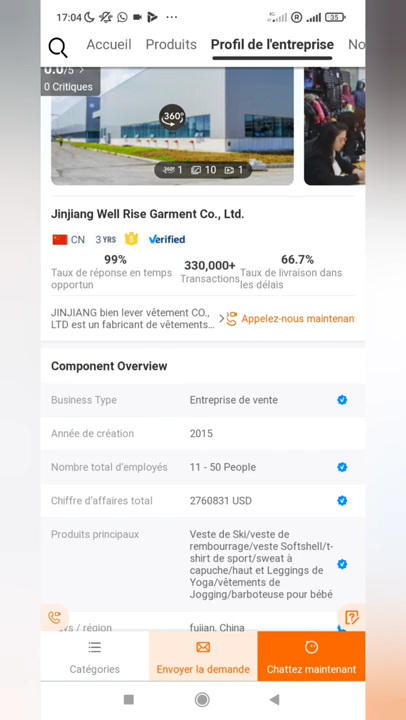 17:04
35
Accueil Produits Profil de l'entreprise No
0.0/5 >
0 Critiques
360°
360° 1 10 1
Jinjiang Well Rise Garment Co., Ltd.
CN 3 YRS Verified
99%
Taux de réponse en temps
opportun
330,000+
Transactions
66.7%
Taux de livraison dans
les délais
JINJIANG bien lever vêtement CO.,
LTD est un fabricant de vêtements...
Appelez-nous maintenan
Component Overview
Business Type Entreprise de vente
Année de création 2015
Nombre total d'employés 11 - 50 People
Chiffre d'affaires total 2760831 USD
Produits principaux Veste de Ski/veste de
rembourrage/veste Softshell/t-
shirt de sport/sweat à
capuche/haut et Leggings de
Yoga/vêtements de
Jogging/barboteuse pour bébé
/ région fujian, China
Catégories Envoyer la demande Chattez maintenant